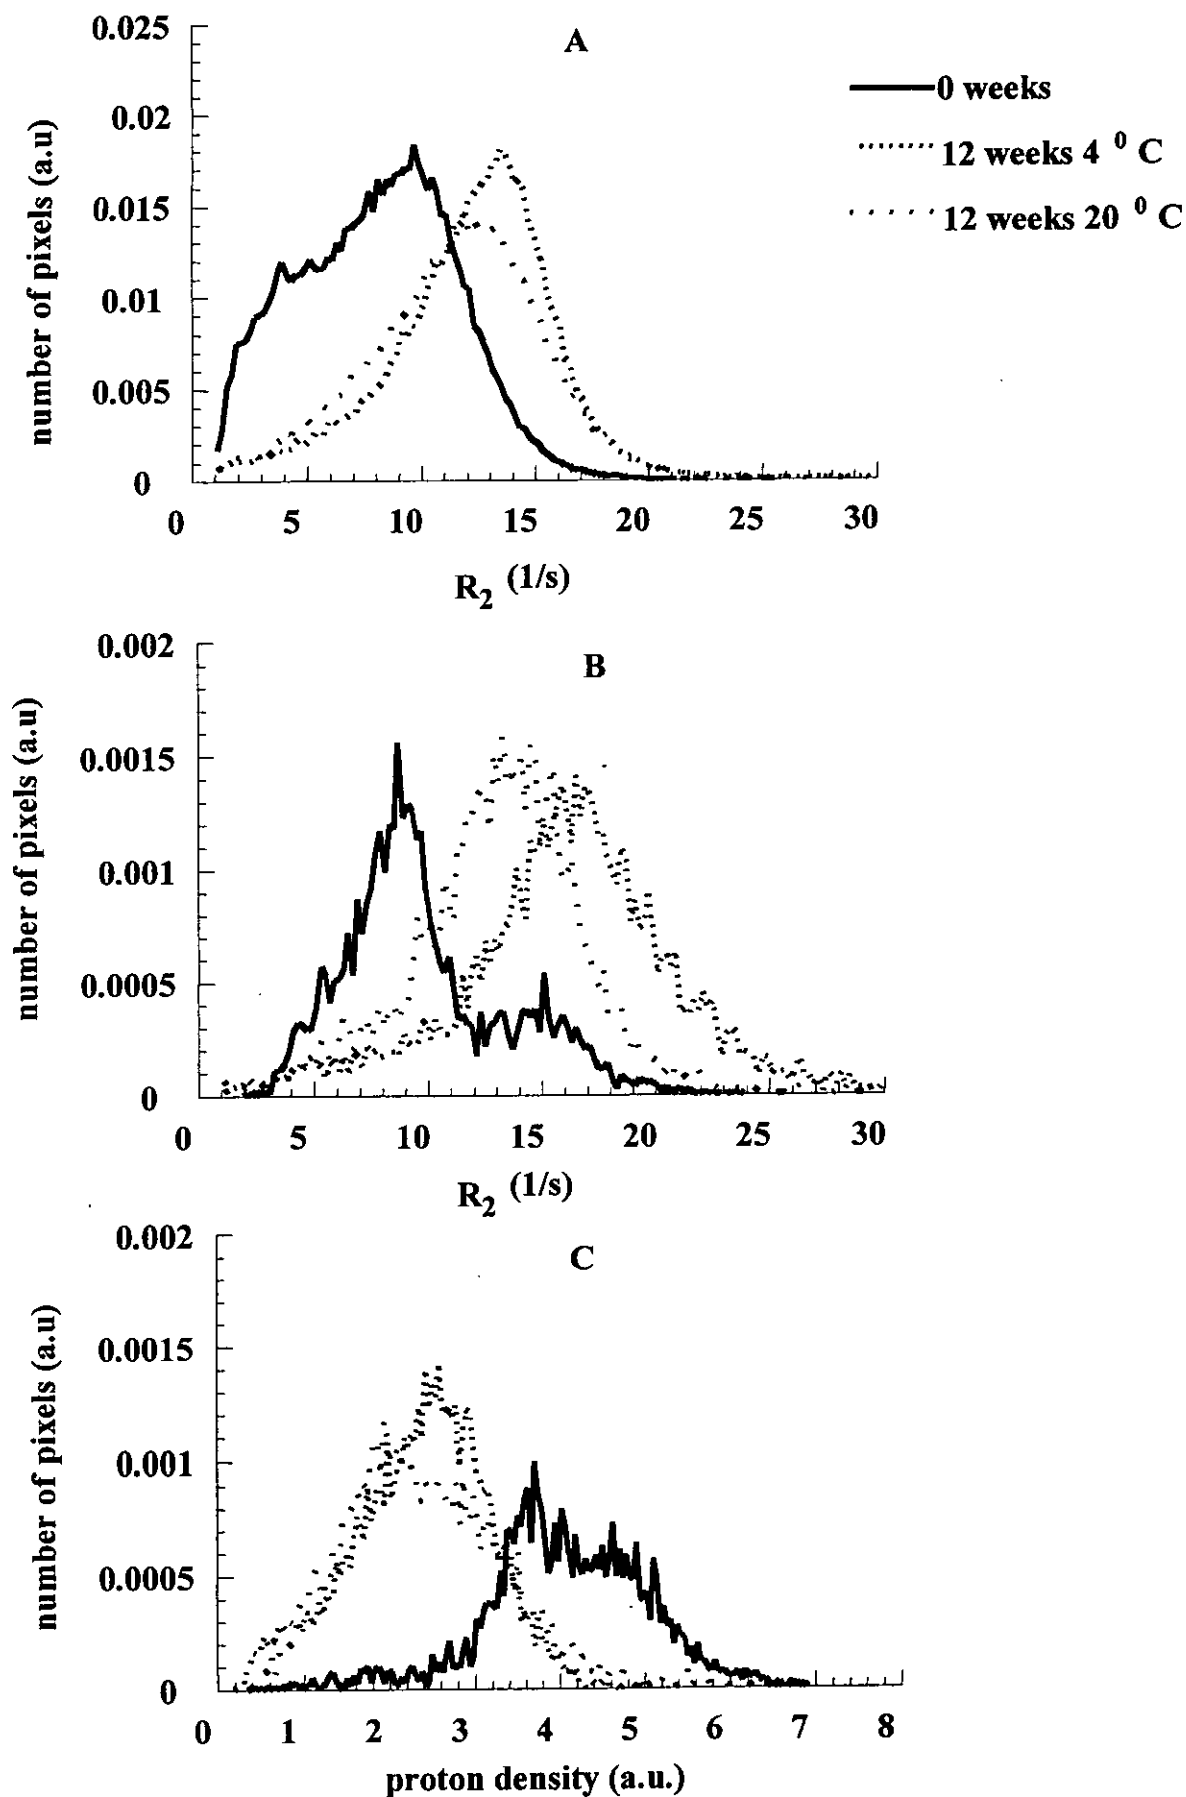 A
0 weeks
12 weeks 4 ⁰ C
12 weeks 20 ⁰ C
number of pixels (a.u)
0.025
0.02
0.015
0.01
0.005
0
0 5 10 15 20 25 30
R₂ (1/s)
B
number of pixels (a.u)
0.002
0.0015
0.001
0.0005
0
0 5 10 15 20 25 30
R₂ (1/s)
C
number of pixels (a.u)
0.002
0.0015
0.001
0.0005
0
0 1 2 3 4 5 6 7 8
proton density (a.u.)